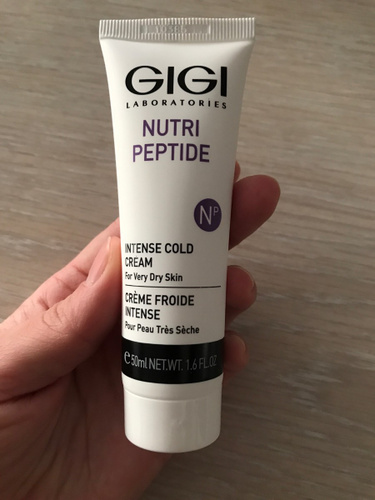 GIGI
LABORATORIES
NUTRI
PEPTIDE
NP
INTENSE COLD
CREAM
For Very Dry Skin
CRÈME FROIDE
INTENSE
Pour Peau Très Sèche
℮50ml NET.WT. 1.6 FL.OZ